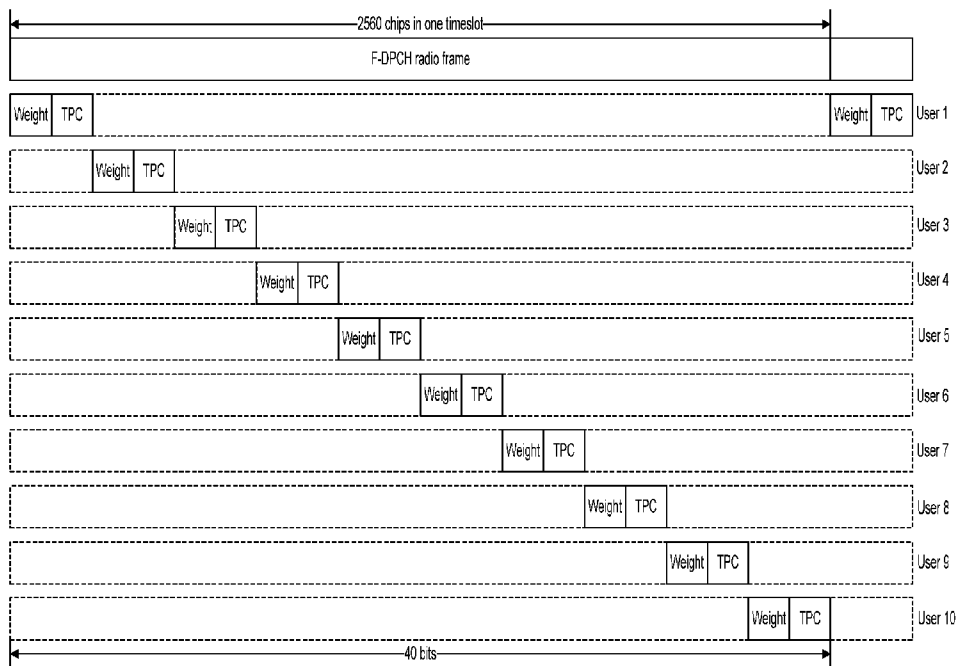 2560 chips in one timeslot
F-DPCH radio frame
Weight TPC Weight TPC User 1
Weight TPC User 2
Weight TPC User 3
Weight TPC User 4
Weight TPC User 5
Weight TPC User 6
Weight TPC User 7
Weight TPC User 8
Weight TPC User 9
Weight TPC User 10
40 bits